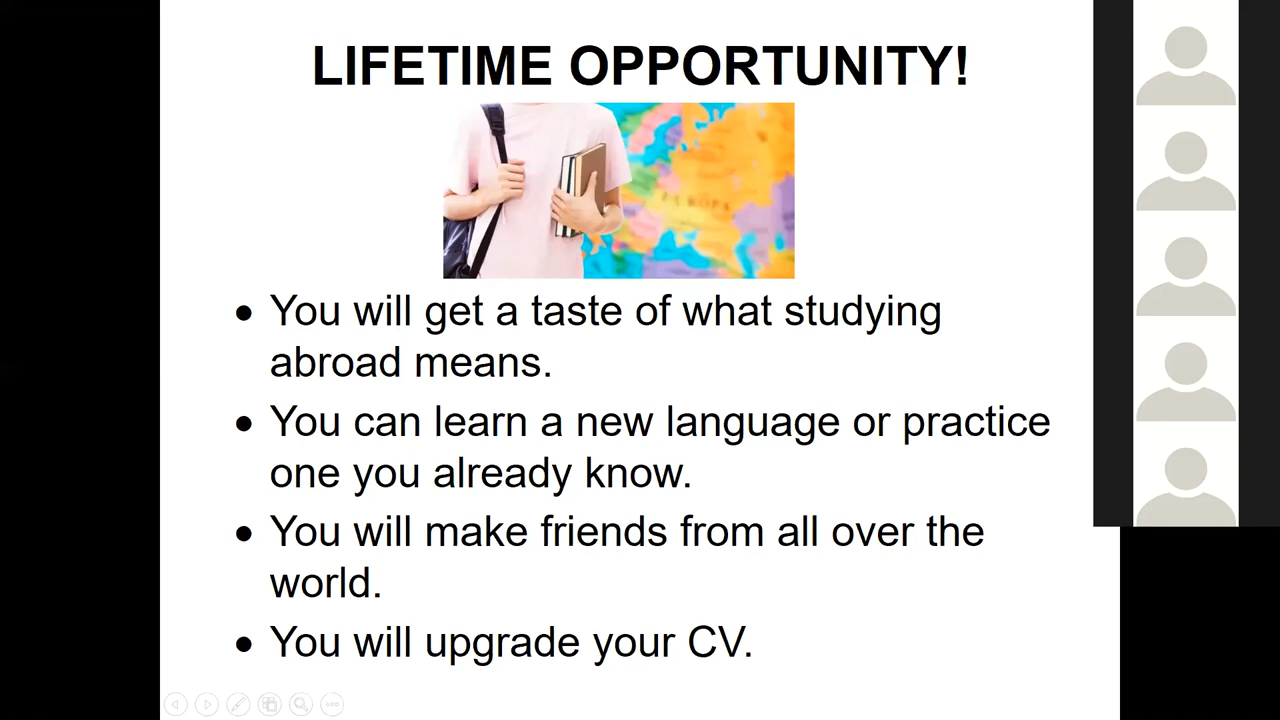 LIFETIME OPPORTUNITY!
EUROPA
● You will get a taste of what studying
abroad means.
● You can learn a new language or practice
one you already know.
● You will make friends from all over the
world.
● You will upgrade your CV.